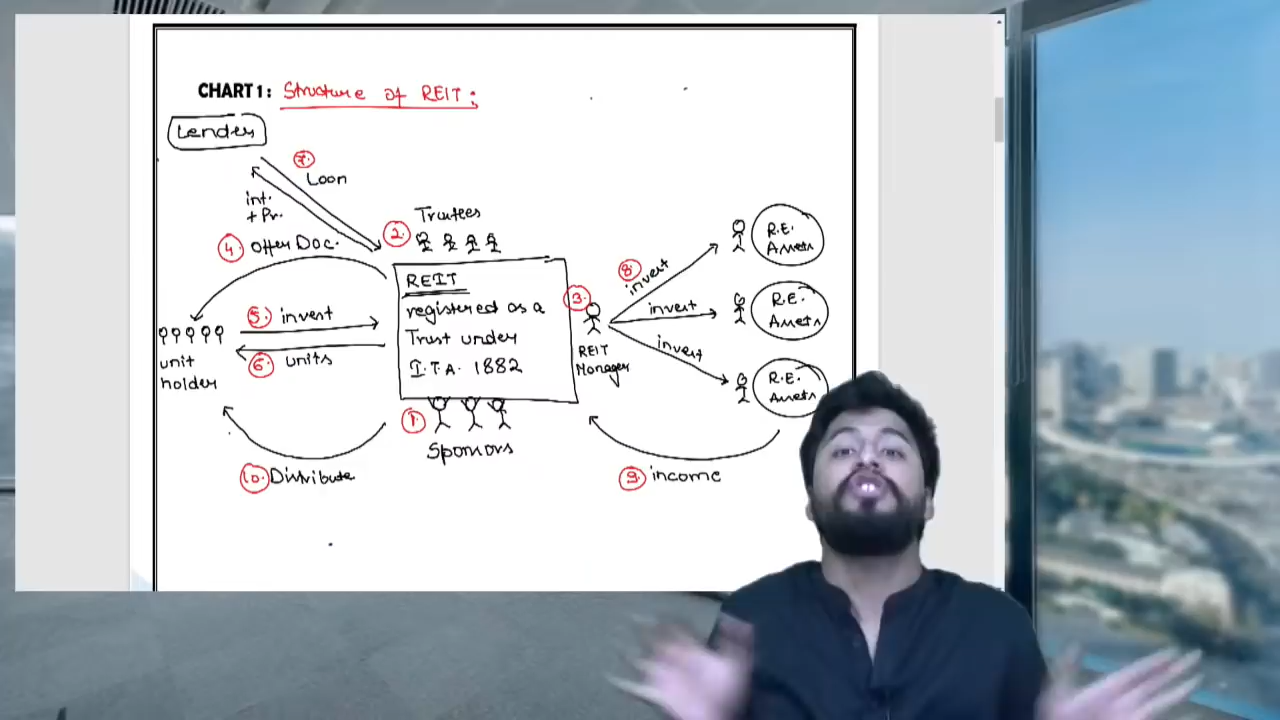 CHART 1: Structure of REIT:
Lender
7. Loan
int.
+ Pr.
2. Trustees
4. Offer Doc.
REIT
registered as a
Trust under
I.T.A. 1882
5. invest
6. units
unit
holder
1. Sponsors
3. REIT
Manager
8. invest
invest
invest
R.E.
Assets
R.E.
Assets
R.E.
Assets
9. income
10. Distribute